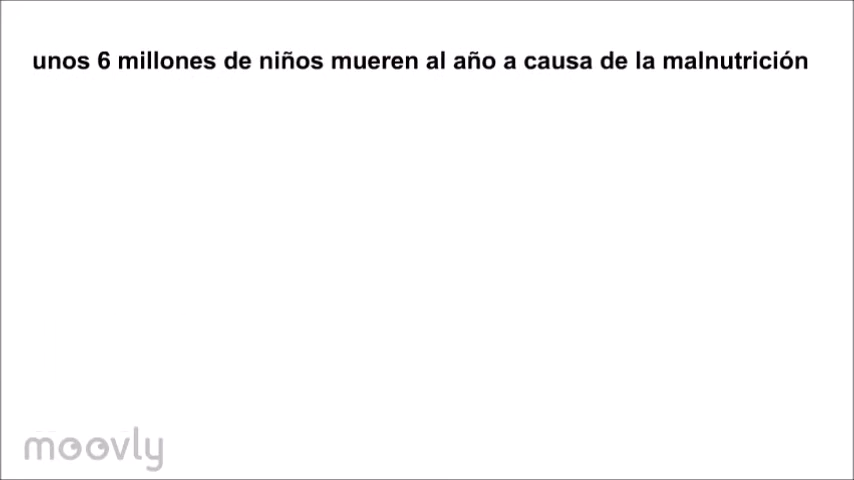 unos 6 millones de niños mueren al año a causa de la malnutrición
moovly